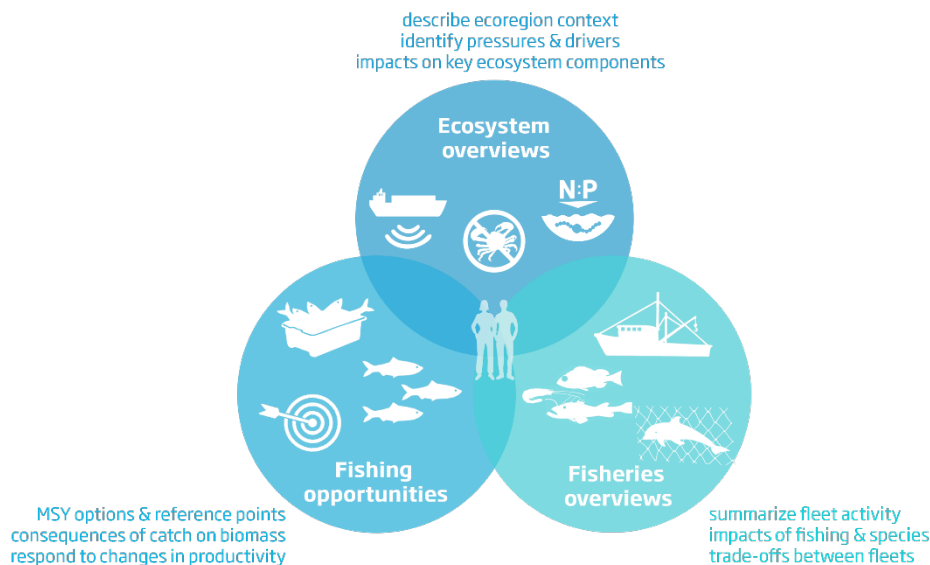 describe ecoregion context
identify pressures & drivers
impacts on key ecosystem components
Ecosystem
overviews
N:P
Fishing
opportunities
Fisheries
overviews
MSY options & reference points
consequences of catch on biomass
respond to changes in productivity
summarize fleet activity
impacts of fishing & species
trade-offs between fleets